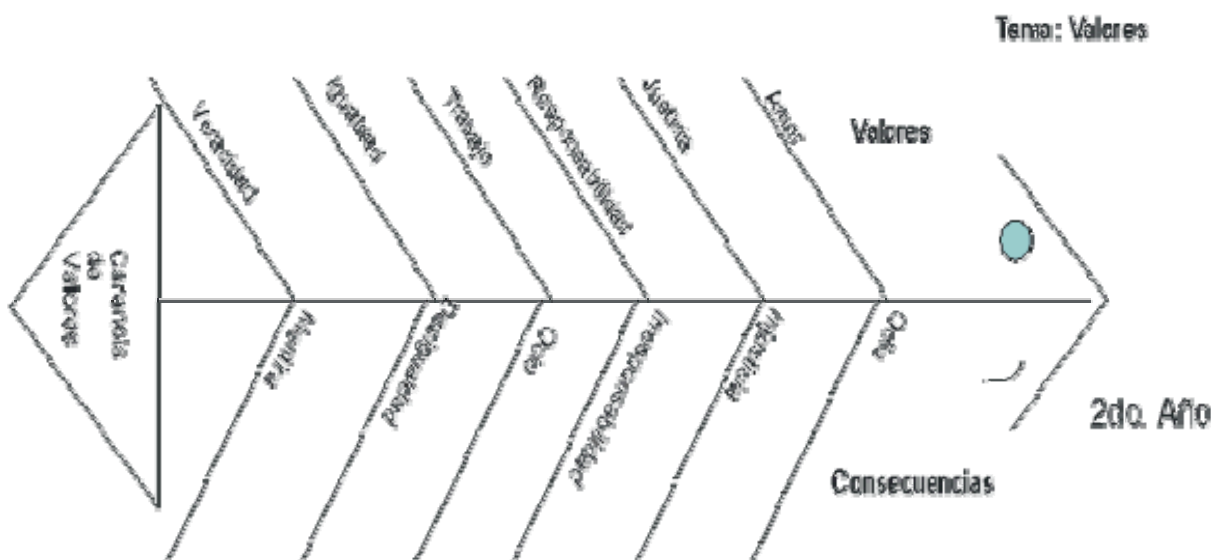 Tema: Valores
Veracidad
Igualdad
Trabajo
Responsabilidad
Justicia
Amor
Valores
Carencia
de
Valores
Mentira
Desigualdad
Ocio
Irresponsabilidad
Injusticia
Odio
2do. Año
Consecuencias